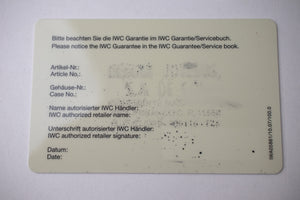 Bitte beachten Sie die IWC Garantie im IWC Garantie/Servicebuch.
Please notice the IWC Guarantee in the IWC Guarantee/Service book.
Artikel-Nr.:
Article No.:
Gehäuse-Nr.:
Case No.:
Name autorisierter IWC Händler:
IWC authorized retailer name:
Unterschrift autorisierter IWC Händler:
IWC authorized retailer signature:
Datum:
Date: